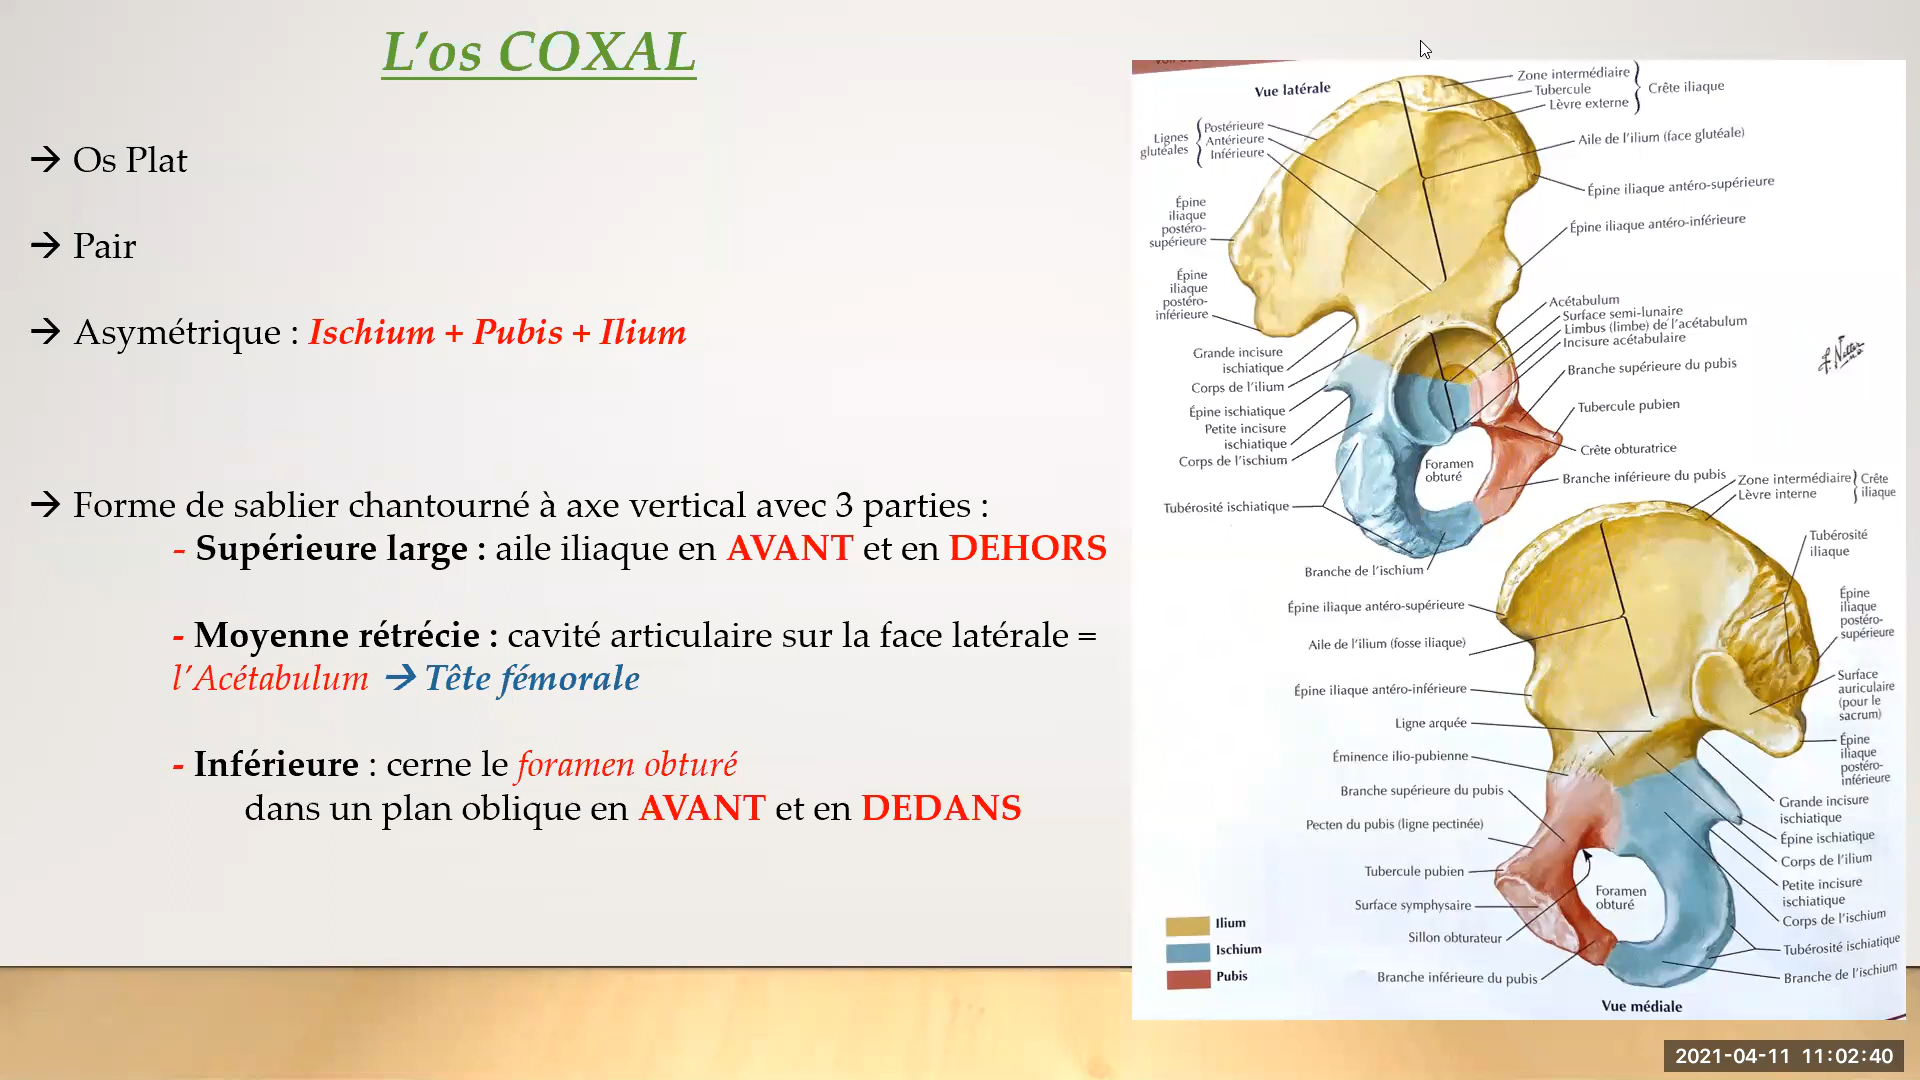 L'os COXAL
→ Os Plat
→ Pair
→ Asymétrique : Ischium + Pubis + Ilium
→ Forme de sablier chantourné à axe vertical avec 3 parties :
- Supérieure large : aile iliaque en AVANT et en DEHORS
- Moyenne rétrécie : cavité articulaire sur la face latérale =
l'Acétabulum → Tête fémorale
- Inférieure : cerne le foramen obturé
dans un plan oblique en AVANT et en DEDANS
Vue latérale
Zone intermédiaire
Tubercule
Lèvre externe
Crête iliaque
Lignes
glutéales
Postérieure
Antérieure
Inférieure
Aile de l'ilium (face glutéale)
Épine iliaque antéro-supérieure
Épine iliaque antéro-inférieure
Épine
iliaque
postéro-
supérieure
Épine
iliaque
postéro-
inférieure
Acétabulum
Surface semi-lunaire
Limbus (limbe) de l'acétabulum
Incisure acétabulaire
Grande incisure
ischiatique
Corps de l'ilium
Épine ischiatique
Petite incisure
ischiatique
Corps de l'ischium
Tubérosité ischiatique
Branche de l'ischium
Branche supérieure du pubis
Tubercule pubien
Crête obturatrice
Foramen
obturé
Branche inférieure du pubis
F. Netter
M.D.
Zone intermédiaire
Lèvre interne
Crête
iliaque
Tubérosité
iliaque
Épine
iliaque
postéro-
supérieure
Surface
auriculaire
(pour le
sacrum)
Épine
iliaque
postéro-
inférieure
Épine iliaque antéro-supérieure
Aile de l'ilium (fosse iliaque)
Épine iliaque antéro-inférieure
Ligne arquée
Éminence ilio-pubienne
Branche supérieure du pubis
Pecten du pubis (ligne pectinée)
Tubercule pubien
Surface symphysaire
Sillon obturateur
Branche inférieure du pubis
Foramen
obturé
Grande incisure
ischiatique
Épine ischiatique
Corps de l'ilium
Petite incisure
ischiatique
Corps de l'ischium
Tubérosité ischiatique
Branche de l'ischium
Ilium
Ischium
Pubis
Vue médiale
2021-04-11 11:02:40